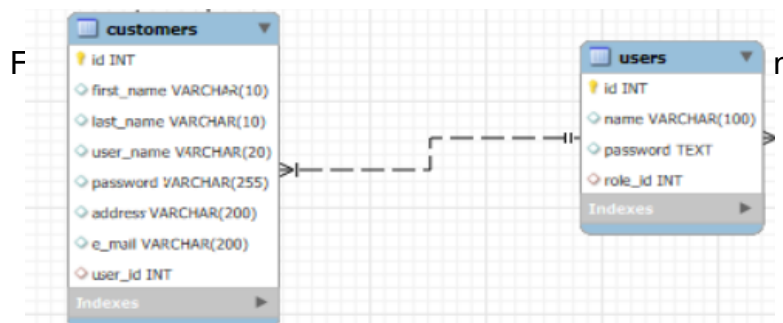 customers
F
id INT
first_name VARCHAR(10)
last_name VARCHAR(10)
user_name VARCHAR(20)
password VARCHAR(255)
address VARCHAR(200)
e_mail VARCHAR(200)
user_id INT
Indexes
users
id INT
name VARCHAR(100)
password TEXT
role_id INT
Indexes